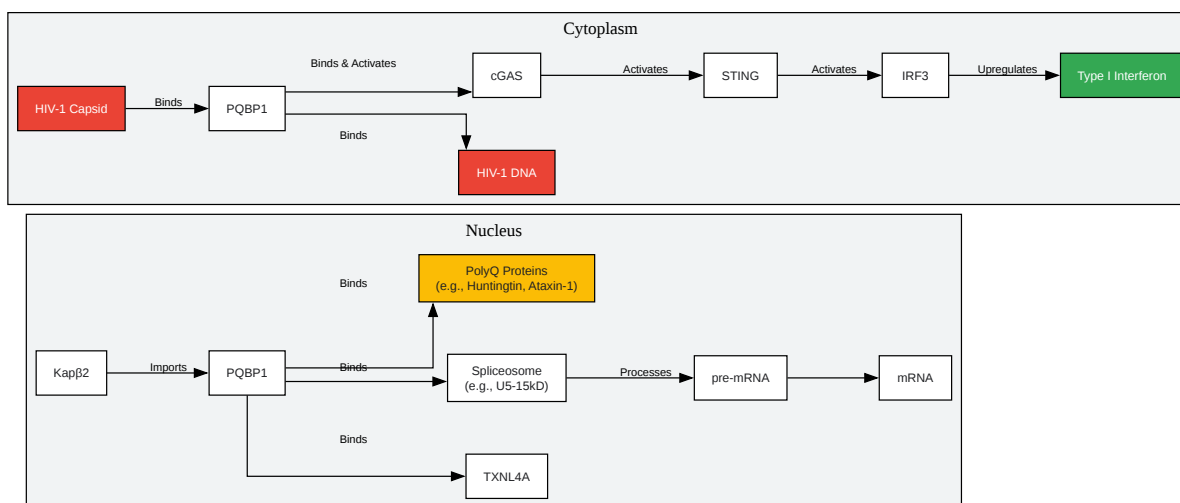 Cytoplasm
Binds & Activates
cGAS
Activates
STING
Activates
IRF3
Upregulates
Type I Interferon
HIV-1 Capsid
Binds
PQBP1
Binds
HIV-1 DNA
Nucleus
PolyQ Proteins
(e.g., Huntingtin, Ataxin-1)
Binds
Kapβ2
Imports
PQBP1
Binds
Spliceosome
(e.g., U5-15kD)
Processes
pre-mRNA
mRNA
Binds
TXNL4A